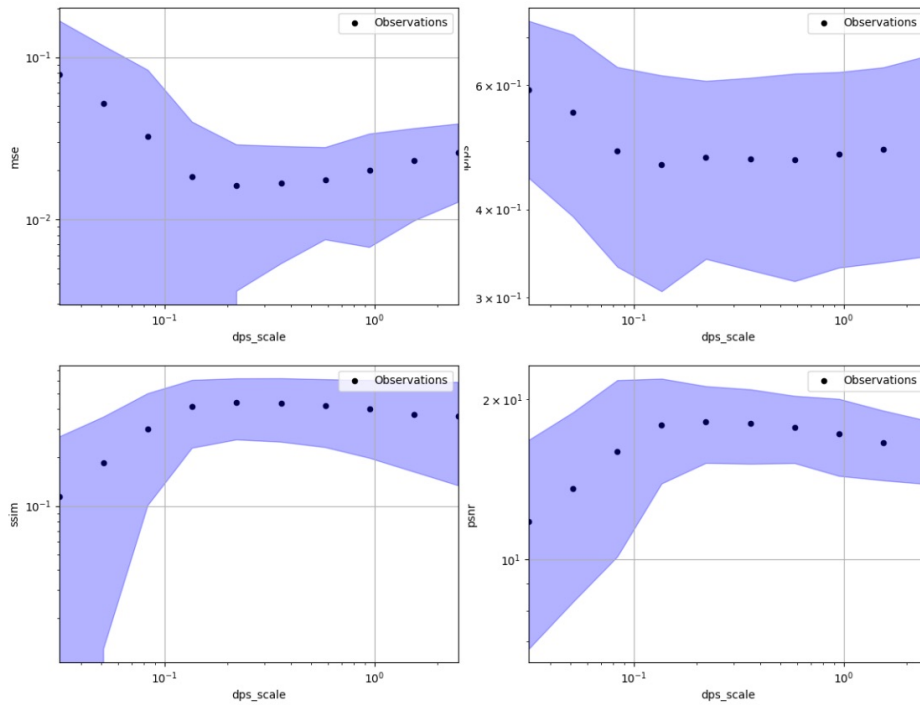 Observations
10⁻¹
10⁻²
mse
10⁻¹
10⁰
dps_scale
Observations
6 × 10⁻¹
4 × 10⁻¹
3 × 10⁻¹
10⁻¹
10⁰
dps_scale
Observations
10⁻¹
ssim
10⁻¹
10⁰
dps_scale
Observations
2 × 10¹
10¹
psnr
10⁻¹
10⁰
dps_scale